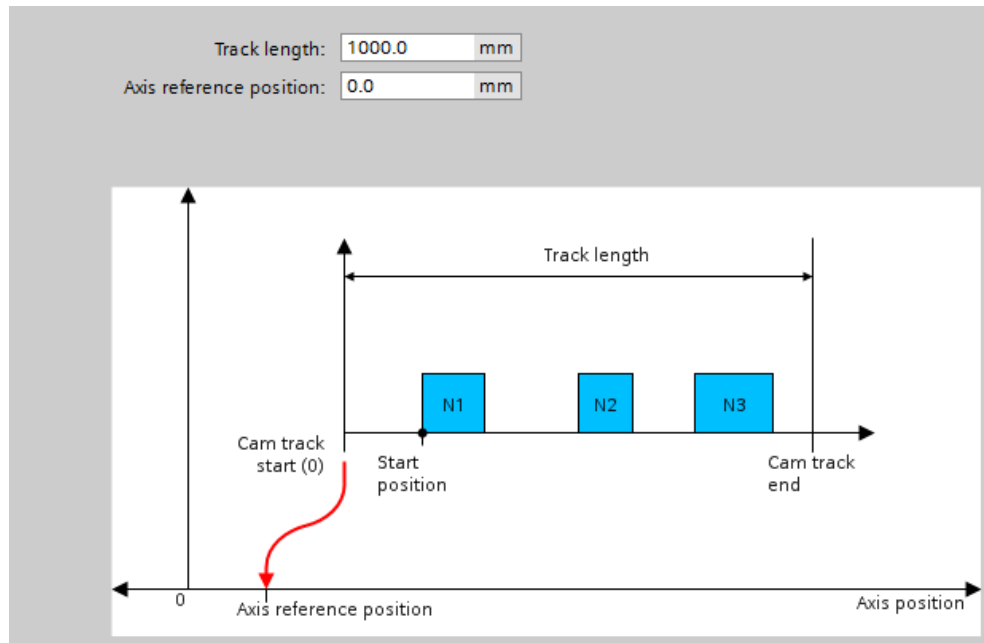 Track length: 1000.0 mm
Axis reference position: 0.0 mm
Track length
N1 N2 N3
Cam track
start (0)
Start
position
Cam track
end
0
Axis reference position
Axis position